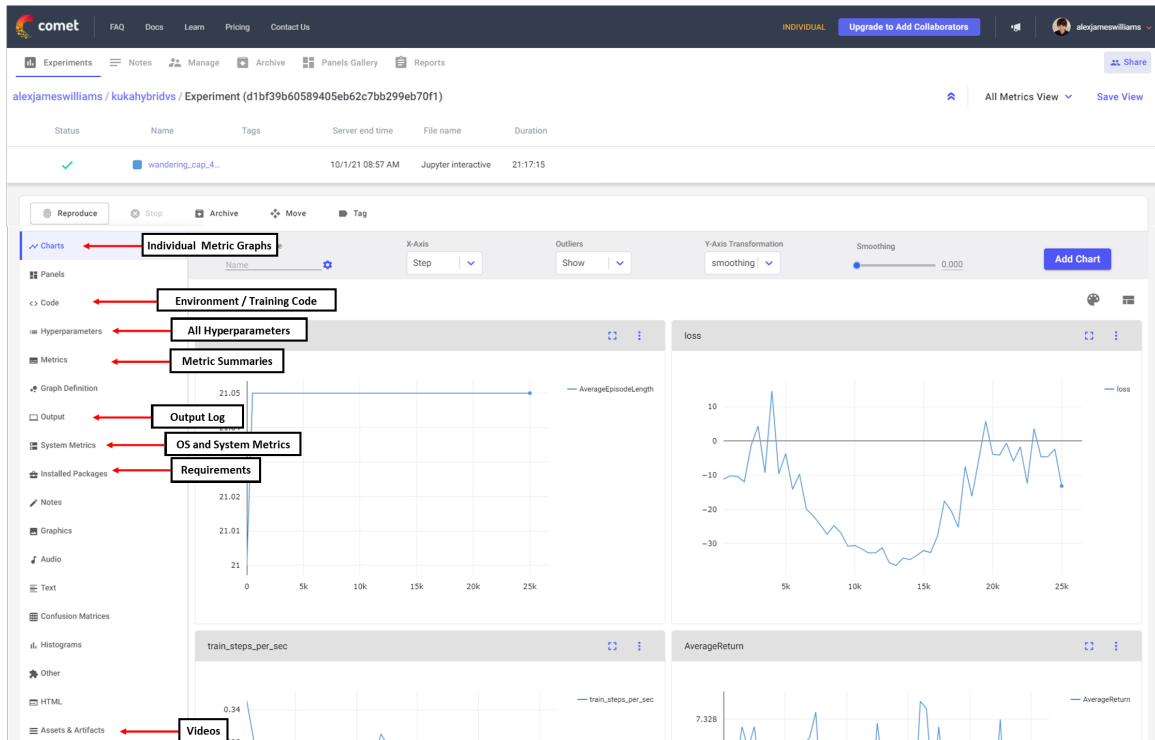 comet
FAQ Docs Learn Pricing Contact Us
INDIVIDUAL Upgrade to Add Collaborators alexjameswilliams
Experiments Notes Manage Archive Panels Gallery Reports Share
alexjameswilliams / kukahybridvs / Experiment (d1bf39b60589405eb62c7bb299eb70f1)
All Metrics View Save View
Status Name Tags Server end time File name Duration
wandering_cap_4... 10/1/21 08:57 AM Jupyter interactive 21:17:15
Reproduce Stop Archive Move Tag
Charts
Individual Metric Graphs
X-Axis Outliers Y-Axis Transformation Smoothing
Name Step Show smoothing 0.000 Add Chart
Panels
Code
Environment / Training Code
Hyperparameters
All Hyperparameters
Metrics
Metric Summaries
Graph Definition
Output
Output Log
System Metrics
OS and System Metrics
Installed Packages
Requirements
Notes
Graphics
Audio
Text
Confusion Matrices
Histograms
Other
HTML
Assets & Artifacts
Videos
AverageEpisodeLength
21.05
21.02
21.01
21
0 5k 10k 15k 20k 25k
loss
loss
10
0
−10
−20
−30
5k 10k 15k 20k 25k
train_steps_per_sec
train_steps_per_sec
0.34
AverageReturn
AverageReturn
7.328